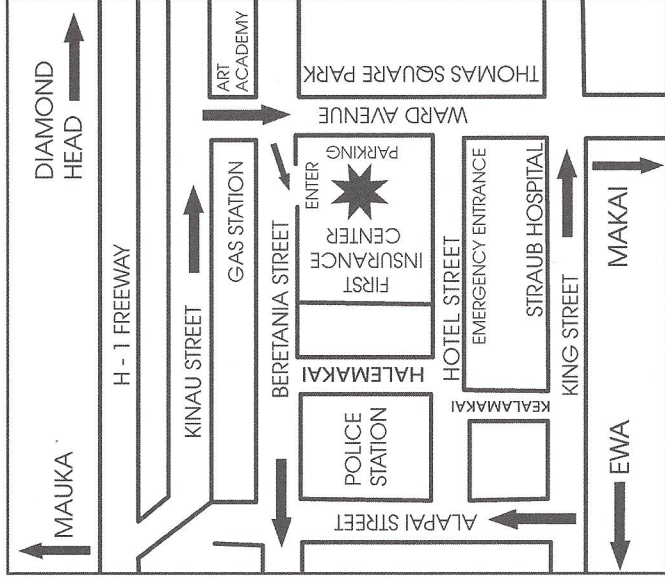 DIAMOND
HEAD
MAUKA
H - 1 FREEWAY
KINAU STREET
ART
ACADEMY
GAS STATION
BERETANIA STREET
THOMAS SQUARE PARK
WARD AVENUE
ENTER
PARKING
FIRST
INSURANCE
CENTER
HALEMAKAI
POLICE
STATION
HOTEL STREET
EMERGENCY ENTRANCE
STRAUB HOSPITAL
KEALAMAKAI
ALAPAI STREET
KING STREET
MAKAI
EWA